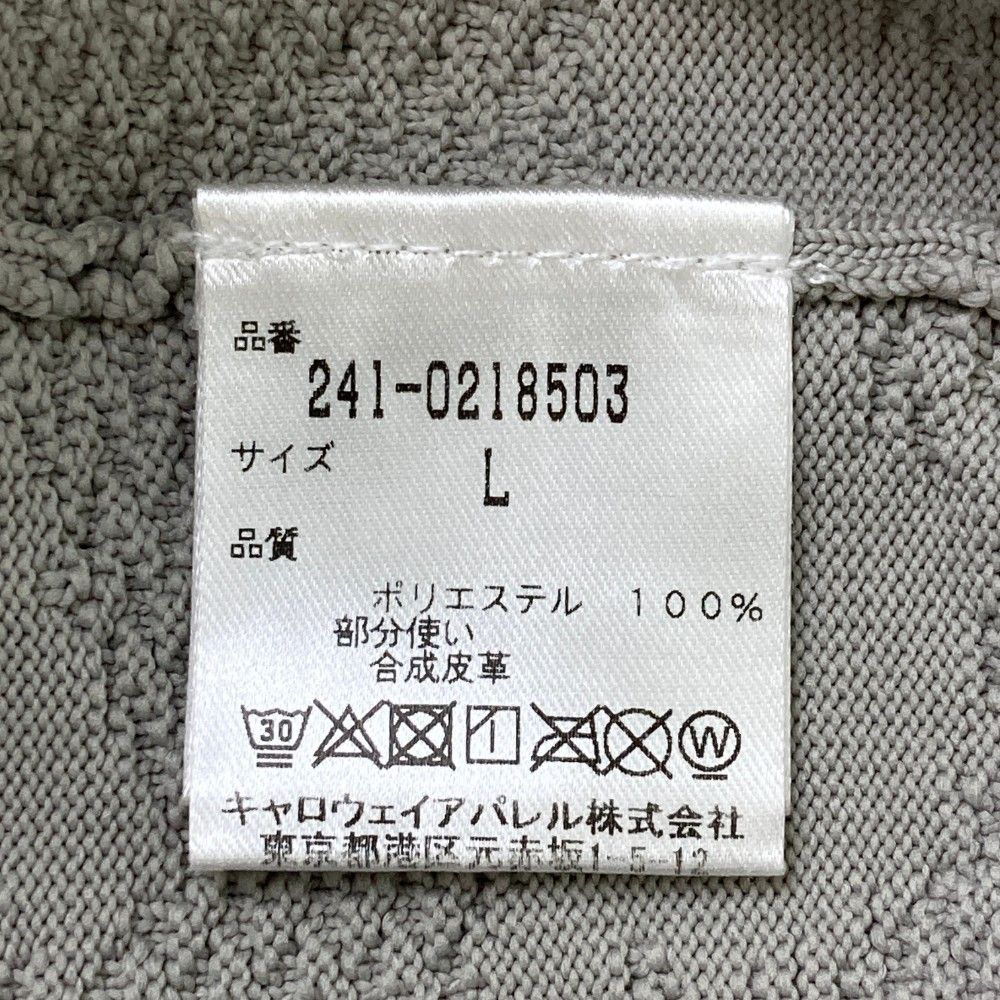 品番
241-0218503
サイズ
L
品質
ポリエステル　１００％
部分使い
合成皮革
30 W
キャロウェイアパレル株式会社
東京都港区元赤坂1-5-12